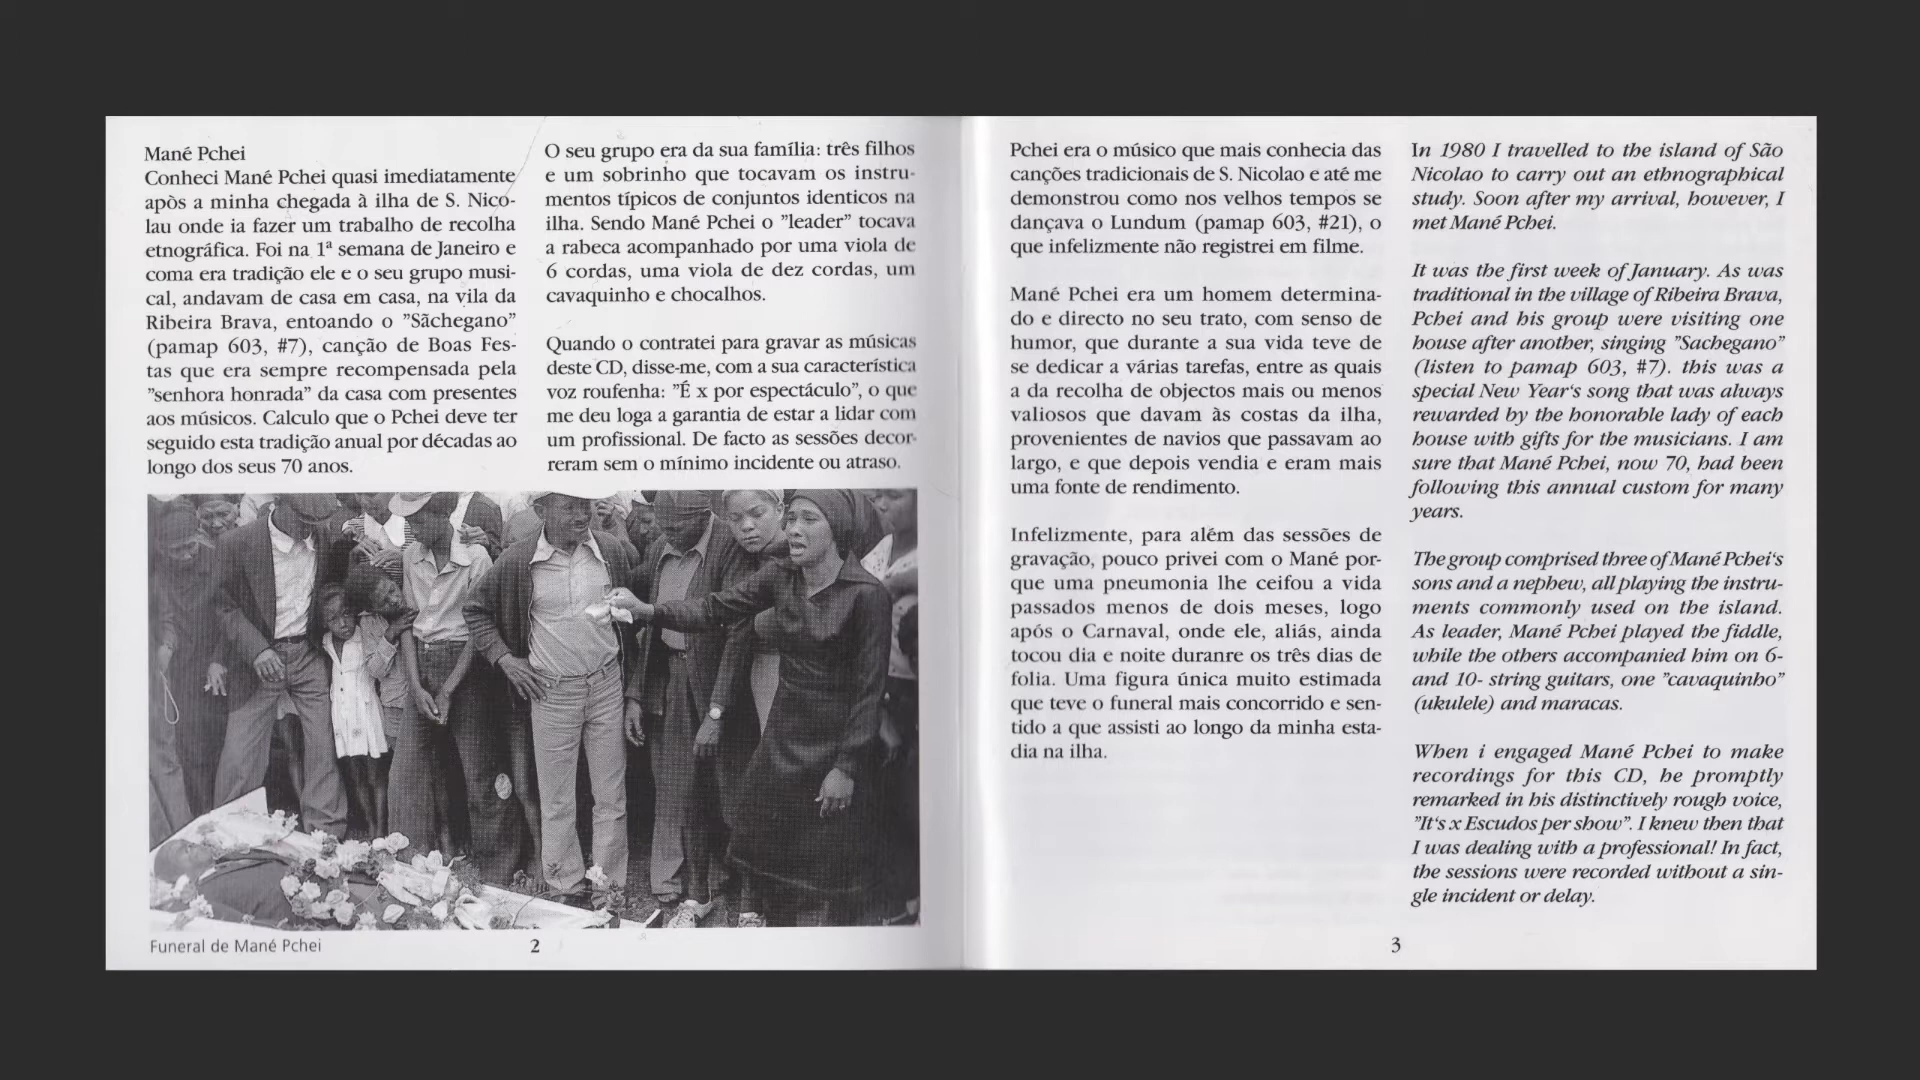 Mané Pchei
Conheci Mané Pchei quasi imediatamente
apòs a minha chegada à ilha de S. Nico-
lau onde ia fazer um trabalho de recolha
etnográfica. Foi na 1ª semana de Janeiro e
coma era tradição ele e o seu grupo musi-
cal, andavam de casa em casa, na vila da
Ribeira Brava, entoando o "Sãchegano"
(pamap 603, #7), canção de Boas Fes-
tas que era sempre recompensada pela
"senhora honrada" da casa com presentes
aos músicos. Calculo que o Pchei deve ter
seguido esta tradição anual por décadas ao
longo dos seus 70 anos.
O seu grupo era da sua família: três filhos
e um sobrinho que tocavam os instru-
mentos típicos de conjuntos identicos na
ilha. Sendo Mané Pchei o "leader" tocava
a rabeca acompanhado por uma viola de
6 cordas, uma viola de dez cordas, um
cavaquinho e chocalhos.
Quando o contratei para gravar as músicas
deste CD, disse-me, com a sua característica
voz roufenha: "É x por espectáculo", o que
me deu loga a garantia de estar a lidar com
um profissional. De facto as sessões decor-
reram sem o mínimo incidente ou atraso.
Funeral de Mané Pchei
2
Pchei era o músico que mais conhecia das
canções tradicionais de S. Nicolao e até me
demonstrou como nos velhos tempos se
dançava o Lundum (pamap 603, #21), o
que infelizmente não registrei em filme.
Mané Pchei era um homem determina-
do e directo no seu trato, com senso de
humor, que durante a sua vida teve de
se dedicar a várias tarefas, entre as quais
a da recolha de objectos mais ou menos
valiosos que davam às costas da ilha,
provenientes de navios que passavam ao
largo, e que depois vendia e eram mais
uma fonte de rendimento.
Infelizmente, para além das sessões de
gravação, pouco privei com o Mané por-
que uma pneumonia lhe ceifou a vida
passados menos de dois meses, logo
após o Carnaval, onde ele, aliás, ainda
tocou dia e noite duranre os três dias de
folia. Uma figura única muito estimada
que teve o funeral mais concorrido e sen-
tido a que assisti ao longo da minha esta-
dia na ilha.
In 1980 I travelled to the island of São
Nicolao to carry out an ethnographical
study. Soon after my arrival, however, I
met Mané Pchei.
It was the first week of January. As was
traditional in the village of Ribeira Brava,
Pchei and his group were visiting one
house after another, singing "Sachegano"
(listen to pamap 603, #7). this was a
special New Year's song that was always
rewarded by the honorable lady of each
house with gifts for the musicians. I am
sure that Mané Pchei, now 70, had been
following this annual custom for many
years.
The group comprised three of Mané Pchei's
sons and a nephew, all playing the instru-
ments commonly used on the island.
As leader, Mané Pchei played the fiddle,
while the others accompanied him on 6-
and 10- string guitars, one "cavaquinho"
(ukulele) and maracas.
When i engaged Mané Pchei to make
recordings for this CD, he promptly
remarked in his distinctively rough voice,
"It's x Escudos per show". I knew then that
I was dealing with a professional! In fact,
the sessions were recorded without a sin-
gle incident or delay.
3